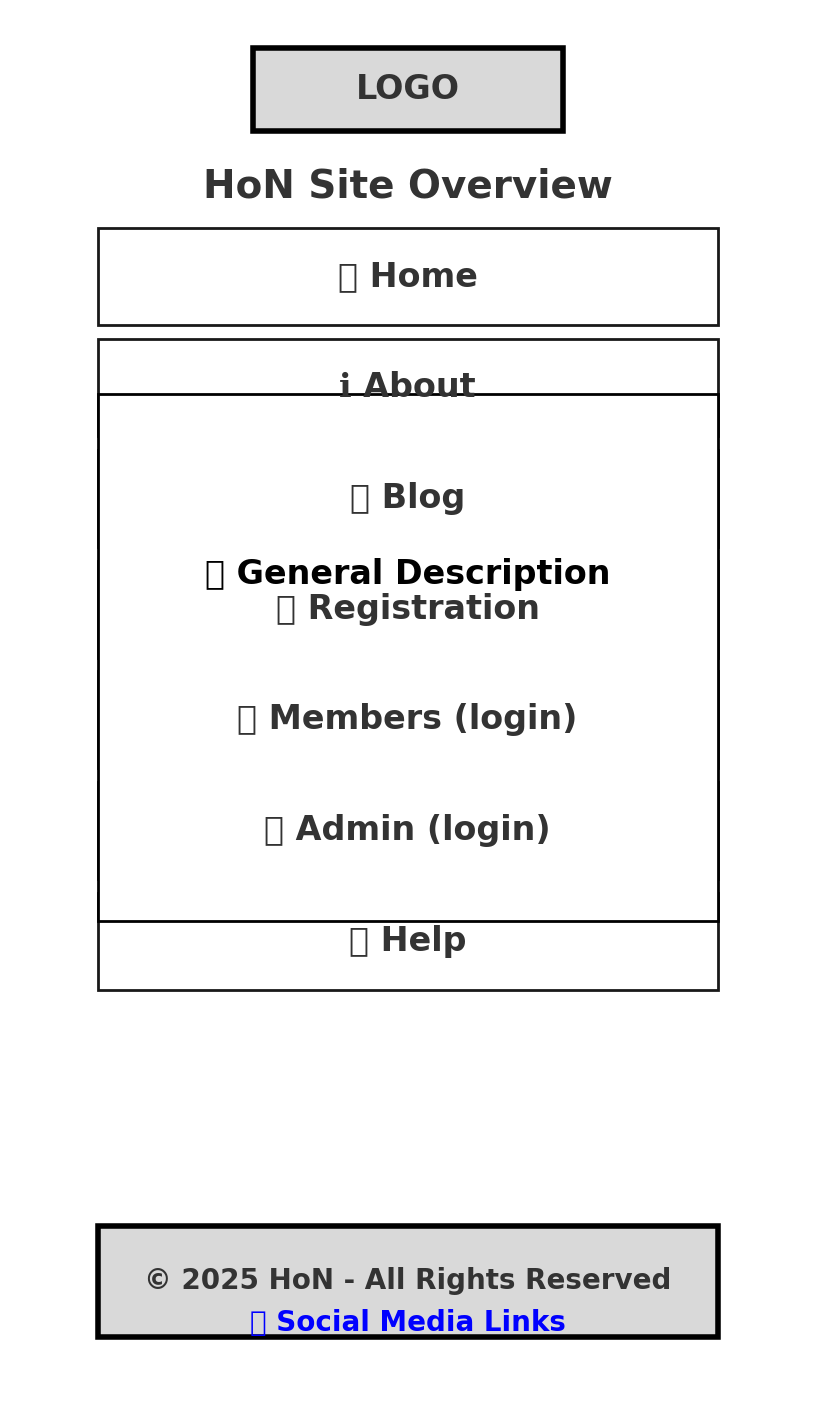 LOGO
HoN Site Overview
Home
ℹ About
Blog
General Description
Registration
Members (login)
Admin (login)
Help
© 2025 HoN - All Rights Reserved
Social Media Links